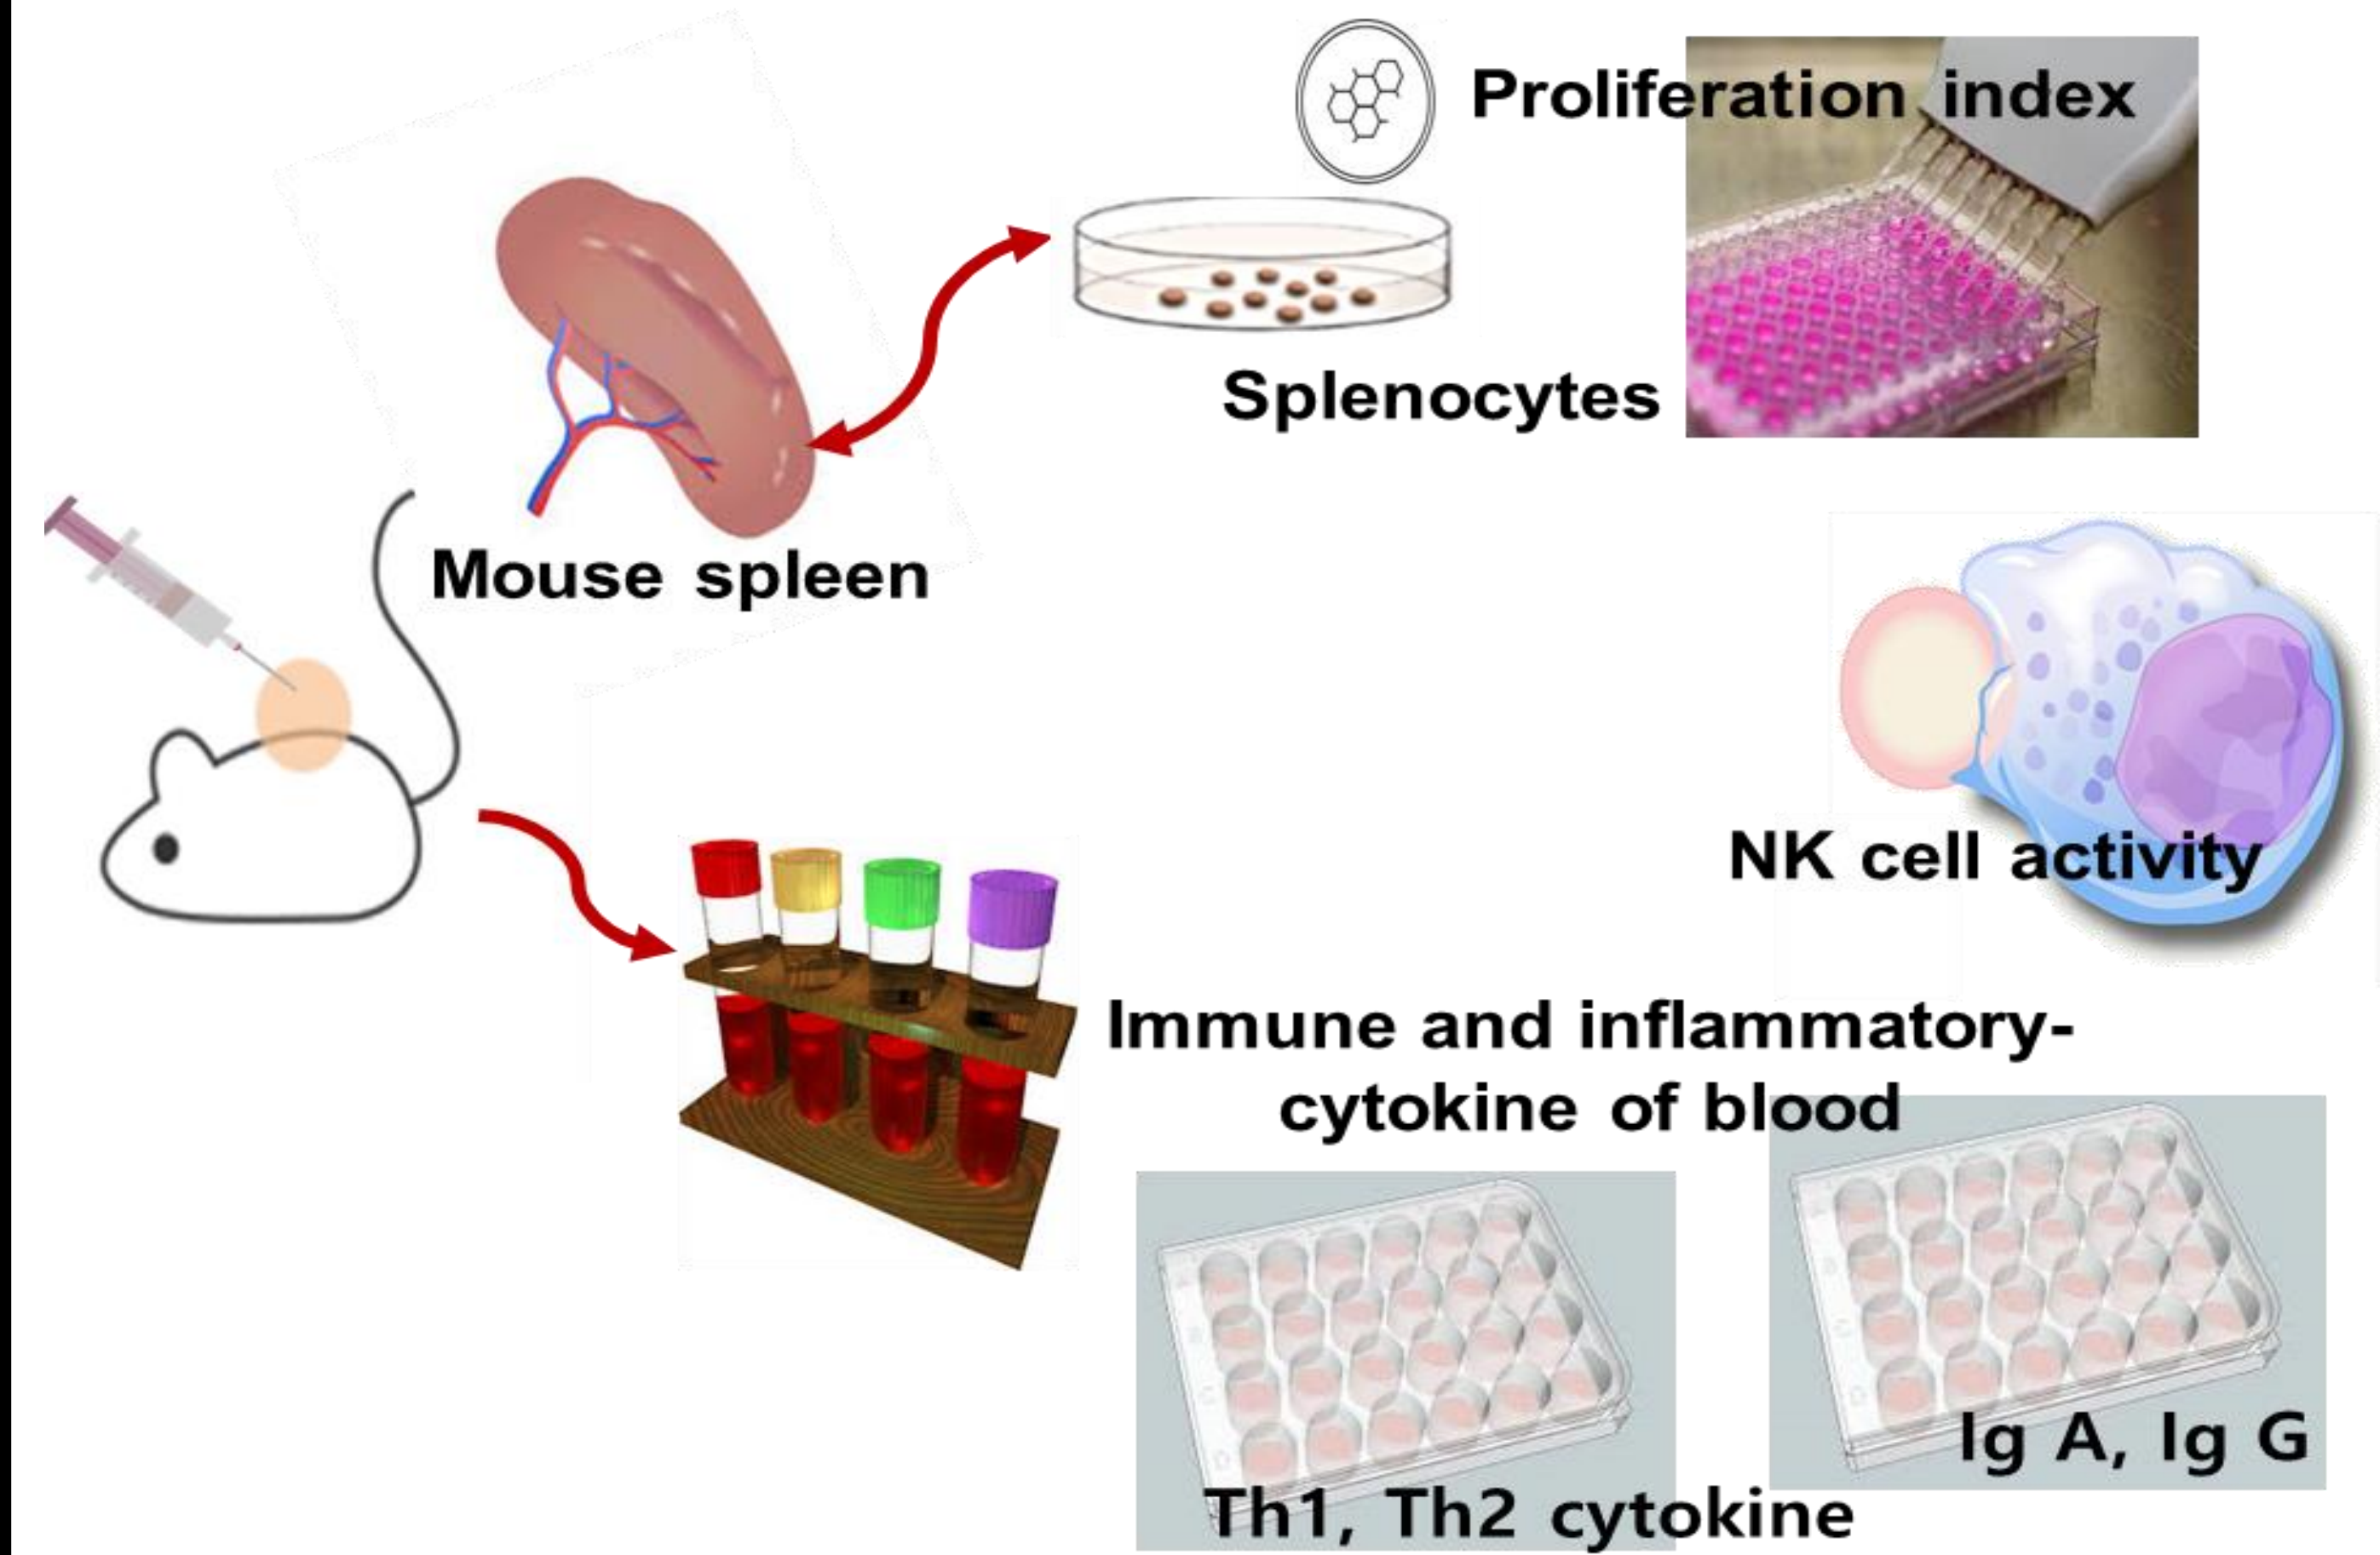 Proliferation index
Splenocytes
Mouse spleen
NK cell activity
Immune and inflammatory-
cytokine of blood
Ig A, Ig G
Th1, Th2 cytokine